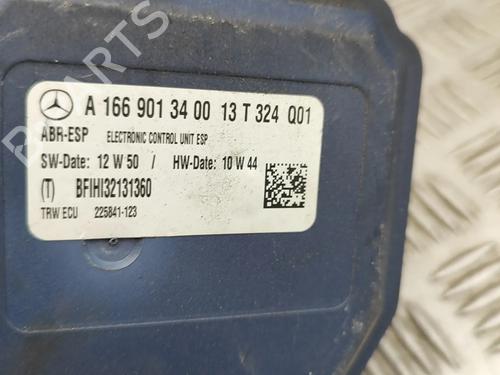 A 166 901 34 00 13 T 324 Q01
ABR-ESP ELECTRONIC CONTROL UNIT ESP
SW-Date: 12 W 50 / HW-Date: 10 W 44
(T) BFIHI32131360
TRW ECU 225841-123
PARTS